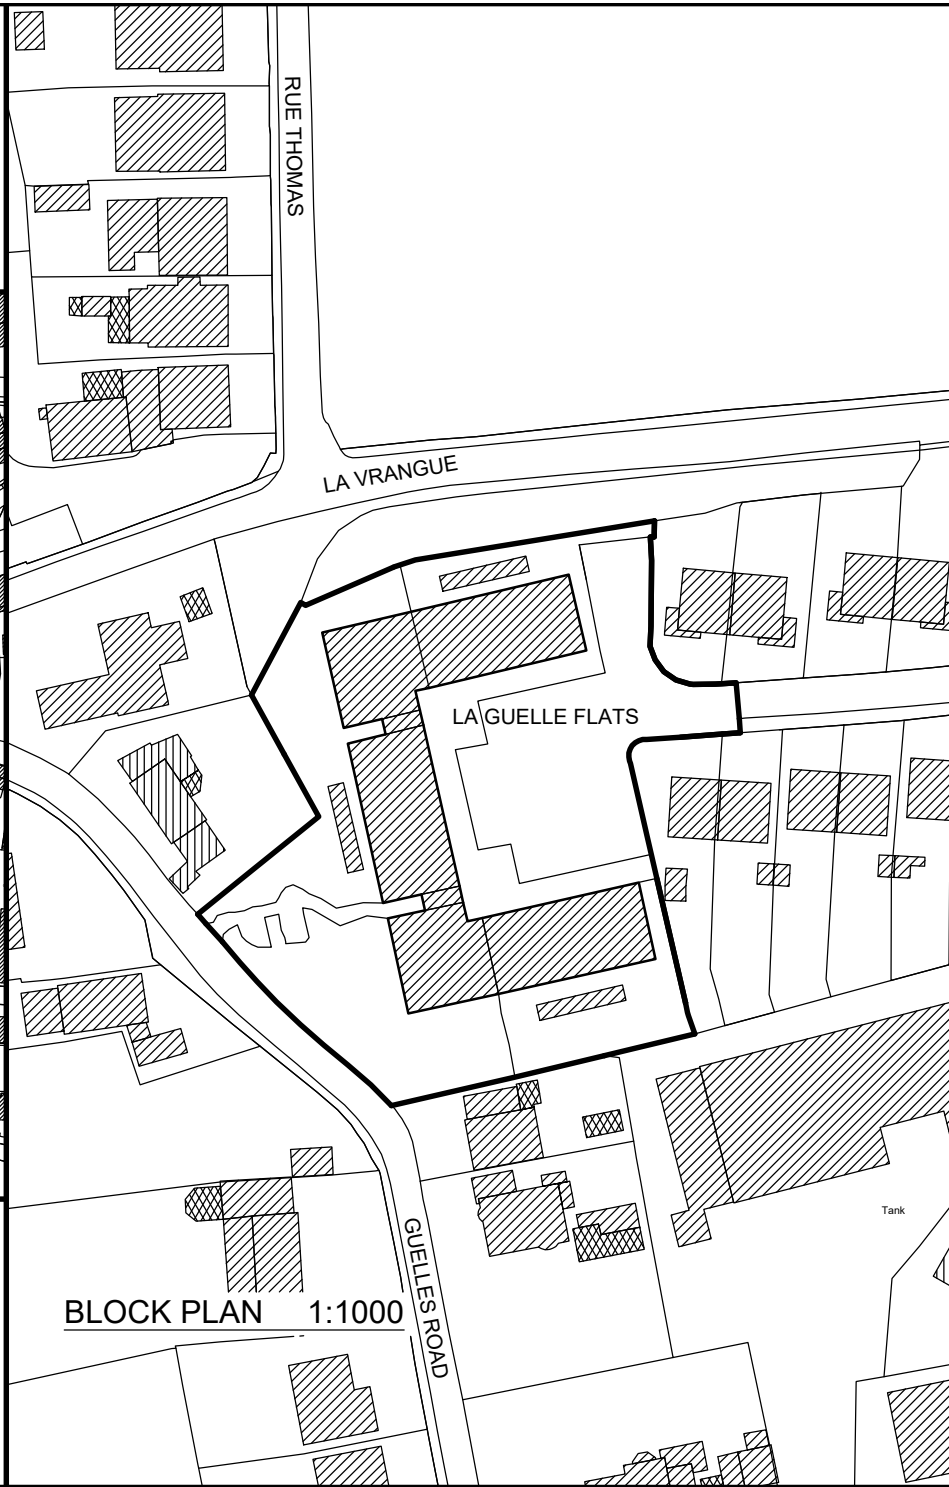 RUE THOMAS
LA VRANGUE
LA GUELLE FLATS
Tank
GUELLES ROAD
BLOCK PLAN 1:1000